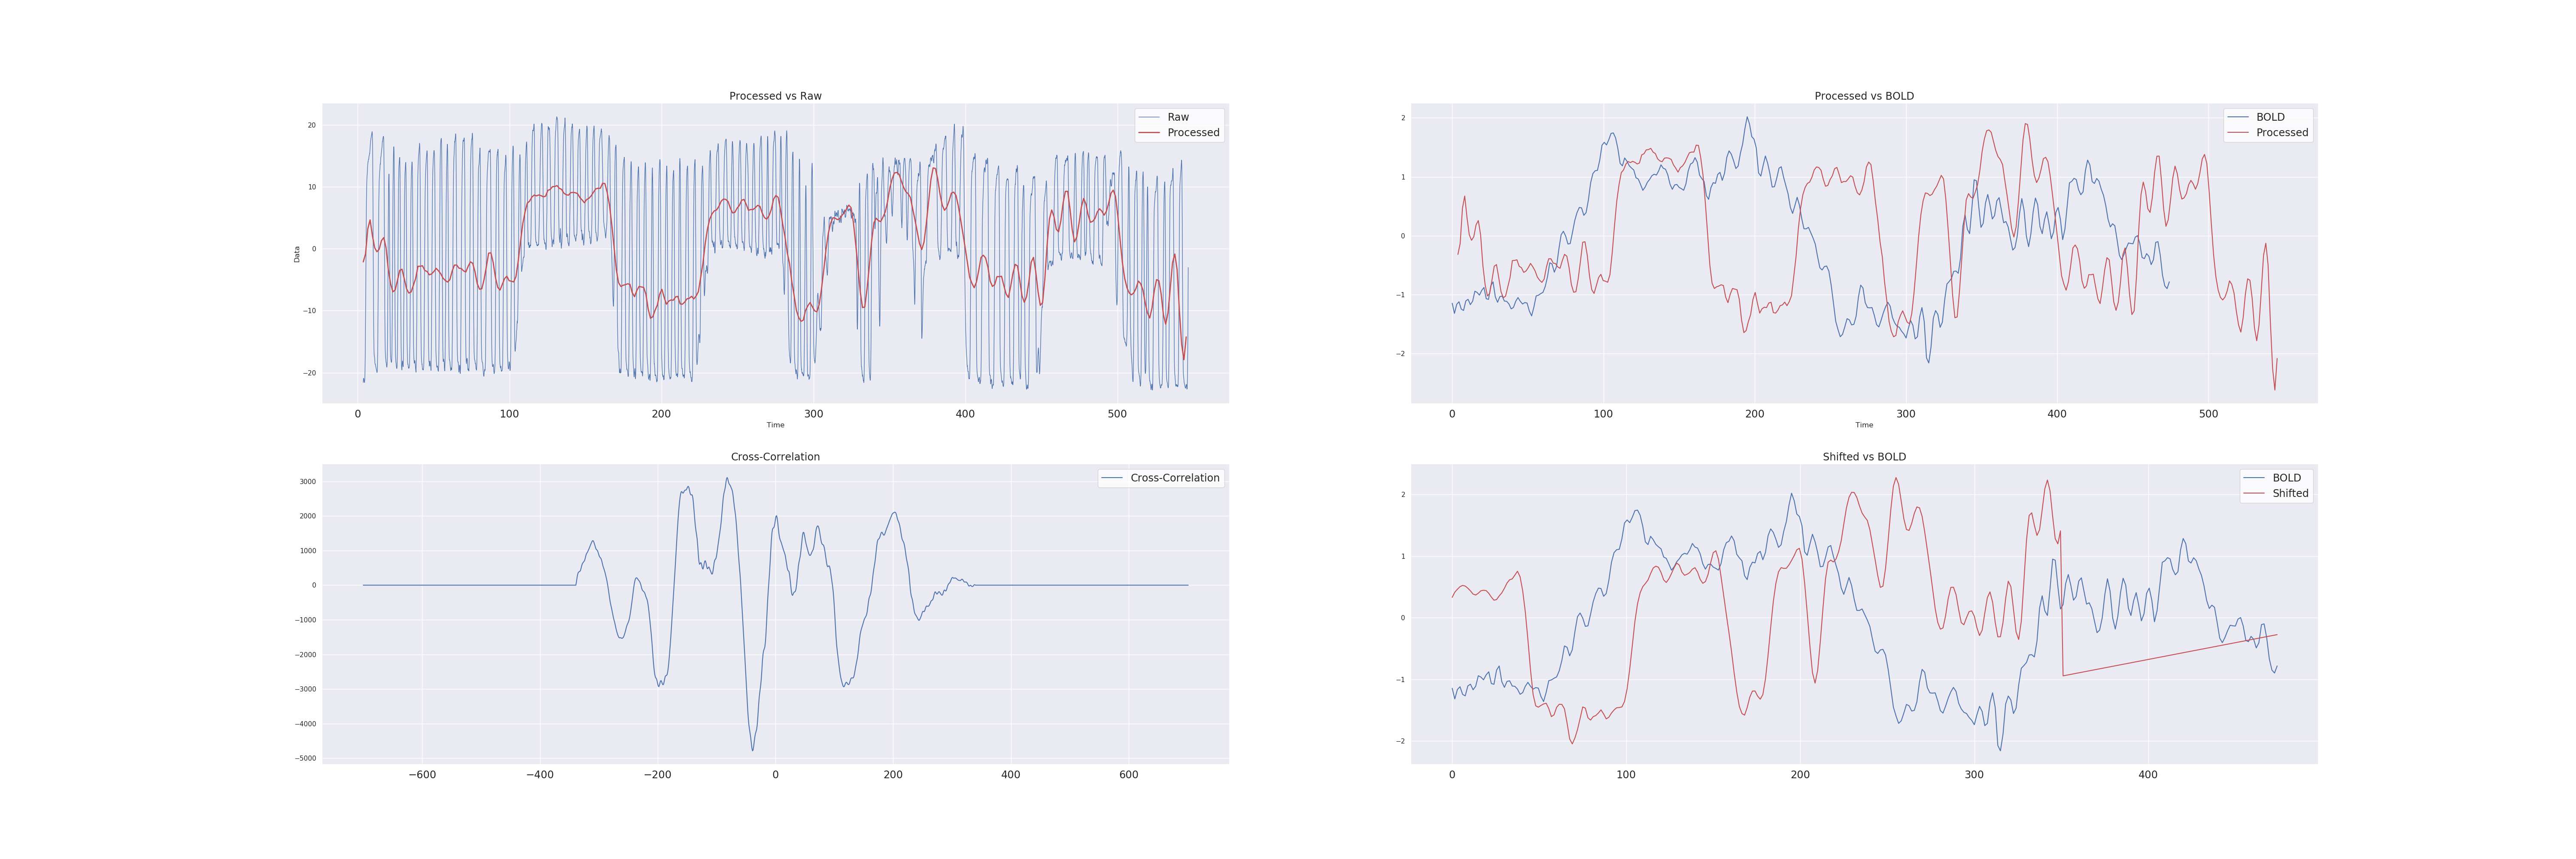 Processed vs Raw
Raw
Processed
Data
20
10
0
−10
−20
0 100 200 300 400 500
Time
Processed vs BOLD
BOLD
Processed
2
1
0
−1
−2
0 100 200 300 400 500
Time
Cross-Correlation
Cross-Correlation
3000
2000
1000
0
−1000
−2000
−3000
−4000
−5000
−600 −400 −200 0 200 400 600
Shifted vs BOLD
BOLD
Shifted
2
1
0
−1
−2
0 100 200 300 400